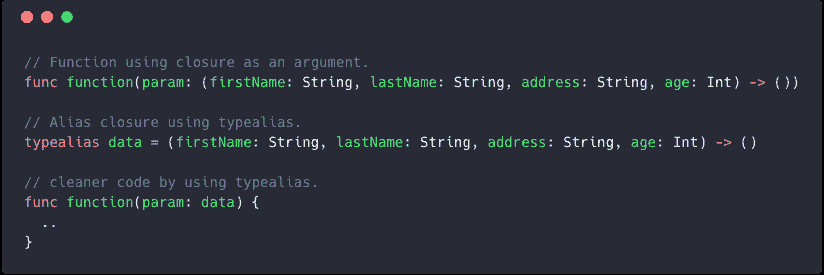 // Function using closure as an argument.
func function(param: (firstName: String, lastName: String, address: String, age: Int) -> ())
// Alias closure using typealias.
typealias data = (firstName: String, lastName: String, address: String, age: Int) -> ()
// cleaner code by using typealias.
func function(param: data) {
  ..
}